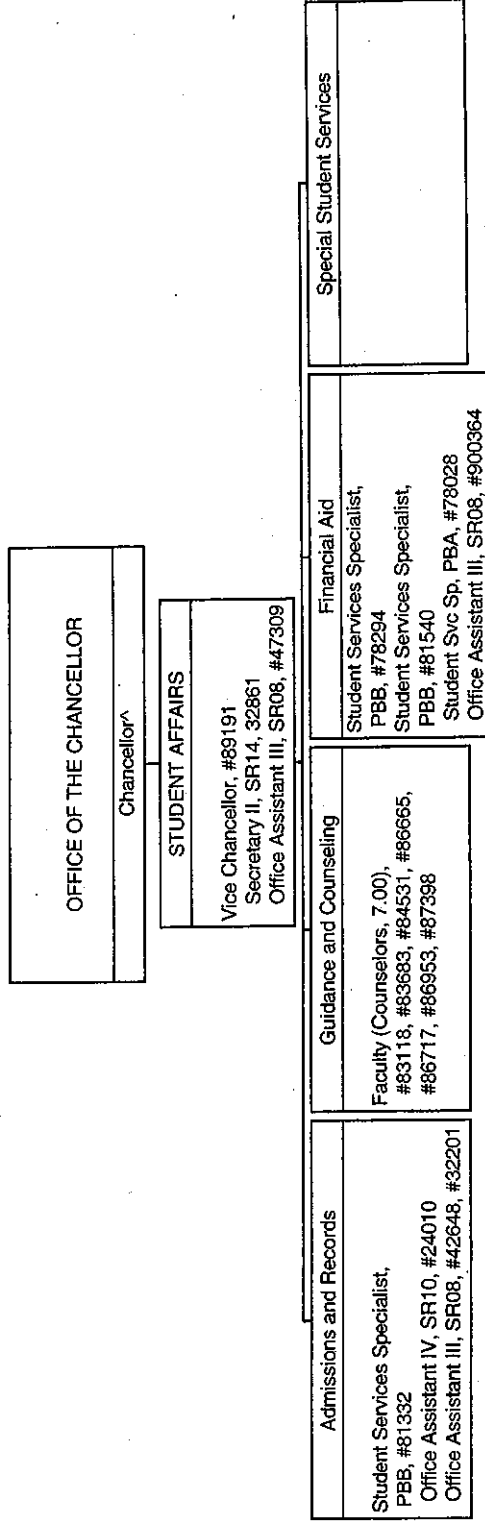 OFFICE OF THE CHANCELLOR
Chancellor^
STUDENT AFFAIRS
Vice Chancellor, #89191
Secretary II, SR14, 32861
Office Assistant III, SR08, #47309
Admissions and Records
Student Services Specialist,
PBB, #81332
Office Assistant IV, SR10, #24010
Office Assistant III, SR08, #42648, #32201
Guidance and Counseling
Faculty (Counselors, 7.00),
#83118, #83683, #84531, #86665,
#86717, #86953, #87398
Financial Aid
Student Services Specialist,
PBB, #78294
Student Services Specialist,
PBB, #81540
Student Svc Sp, PBA, #78028
Office Assistant III, SR08, #900364
Special Student Services